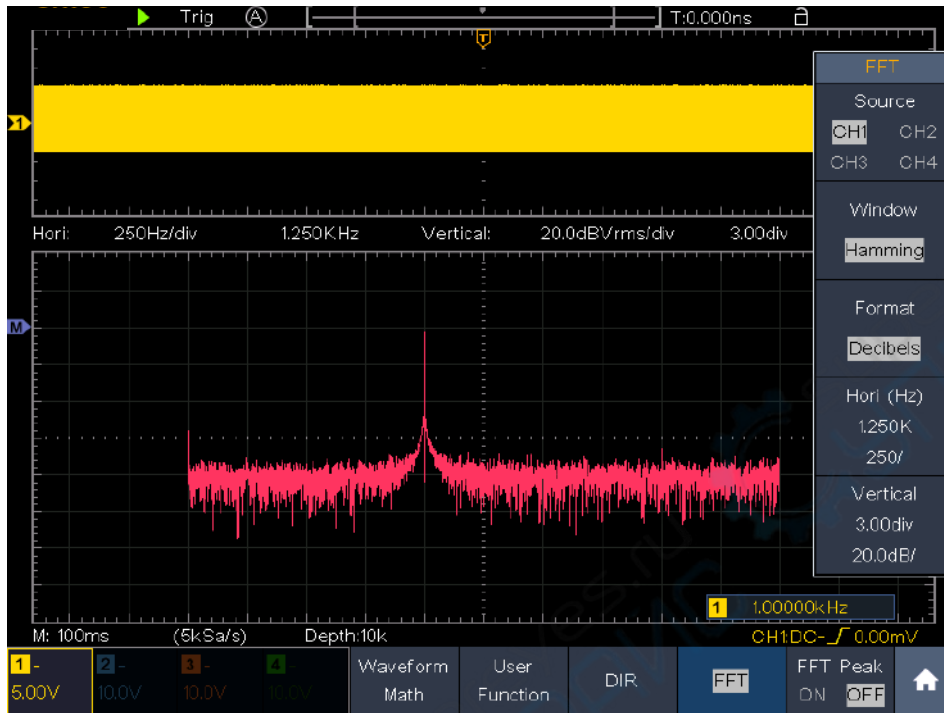 Trig A T:0.000ns
T
1
Hori: 250Hz/div 1.250KHz Vertical: 20.0dBVrms/div 3.00div
M
FFT
Source
CH1 CH2
CH3 CH4
Window
Hamming
Format
Decibels
Hori (Hz)
1.250K
250/
Vertical
3.00div
20.0dB/
1 1.00000kHz
M: 100ms (5kSa/s) Depth:10k CH1:DC- 0.00mV
1 - 2 - 3 - 4 -
5.00V 10.0V 10.0V 10.0V
Waveform Math
User Function
DIR
FFT
FFT Peak
ON OFF